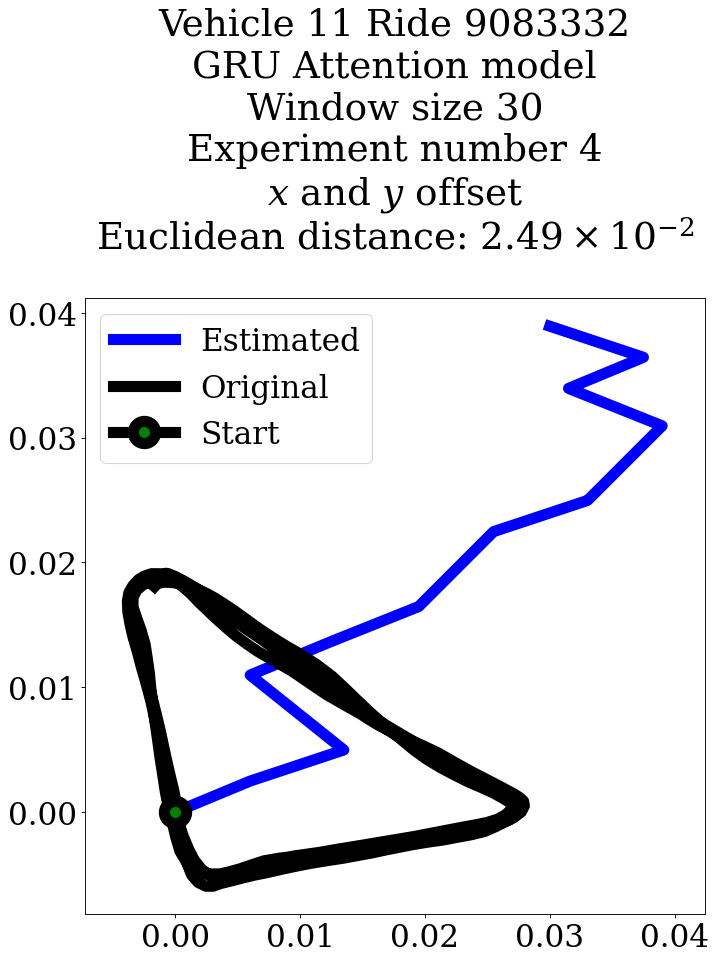 Vehicle 11 Ride 9083332
GRU Attention model
Window size 30
Experiment number 4
x and y offset
Euclidean distance: 2.49 × 10⁻²
Estimated
Original
Start
0.04
0.03
0.02
0.01
0.00
0.00 0.01 0.02 0.03 0.04